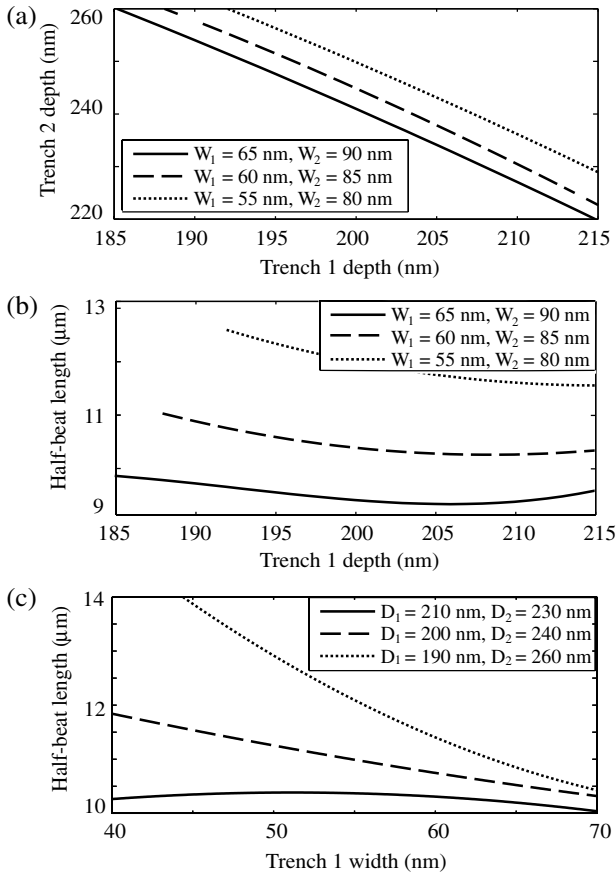 (a)
260
240
220
Trench 2 depth (nm)
W₁ = 65 nm, W₂ = 90 nm
W₁ = 60 nm, W₂ = 85 nm
W₁ = 55 nm, W₂ = 80 nm
185 190 195 200 205 210 215
Trench 1 depth (nm)
(b)
13
11
9
Half-beat length (μm)
W₁ = 65 nm, W₂ = 90 nm
W₁ = 60 nm, W₂ = 85 nm
W₁ = 55 nm, W₂ = 80 nm
185 190 195 200 206 210 215
Trench 1 depth (nm)
(c)
14
12
10
Half-beat length (μm)
D₁ = 210 nm, D₂ = 230 nm
D₁ = 200 nm, D₂ = 240 nm
D₁ = 190 nm, D₂ = 260 nm
40 50 60 70
Trench 1 width (nm)